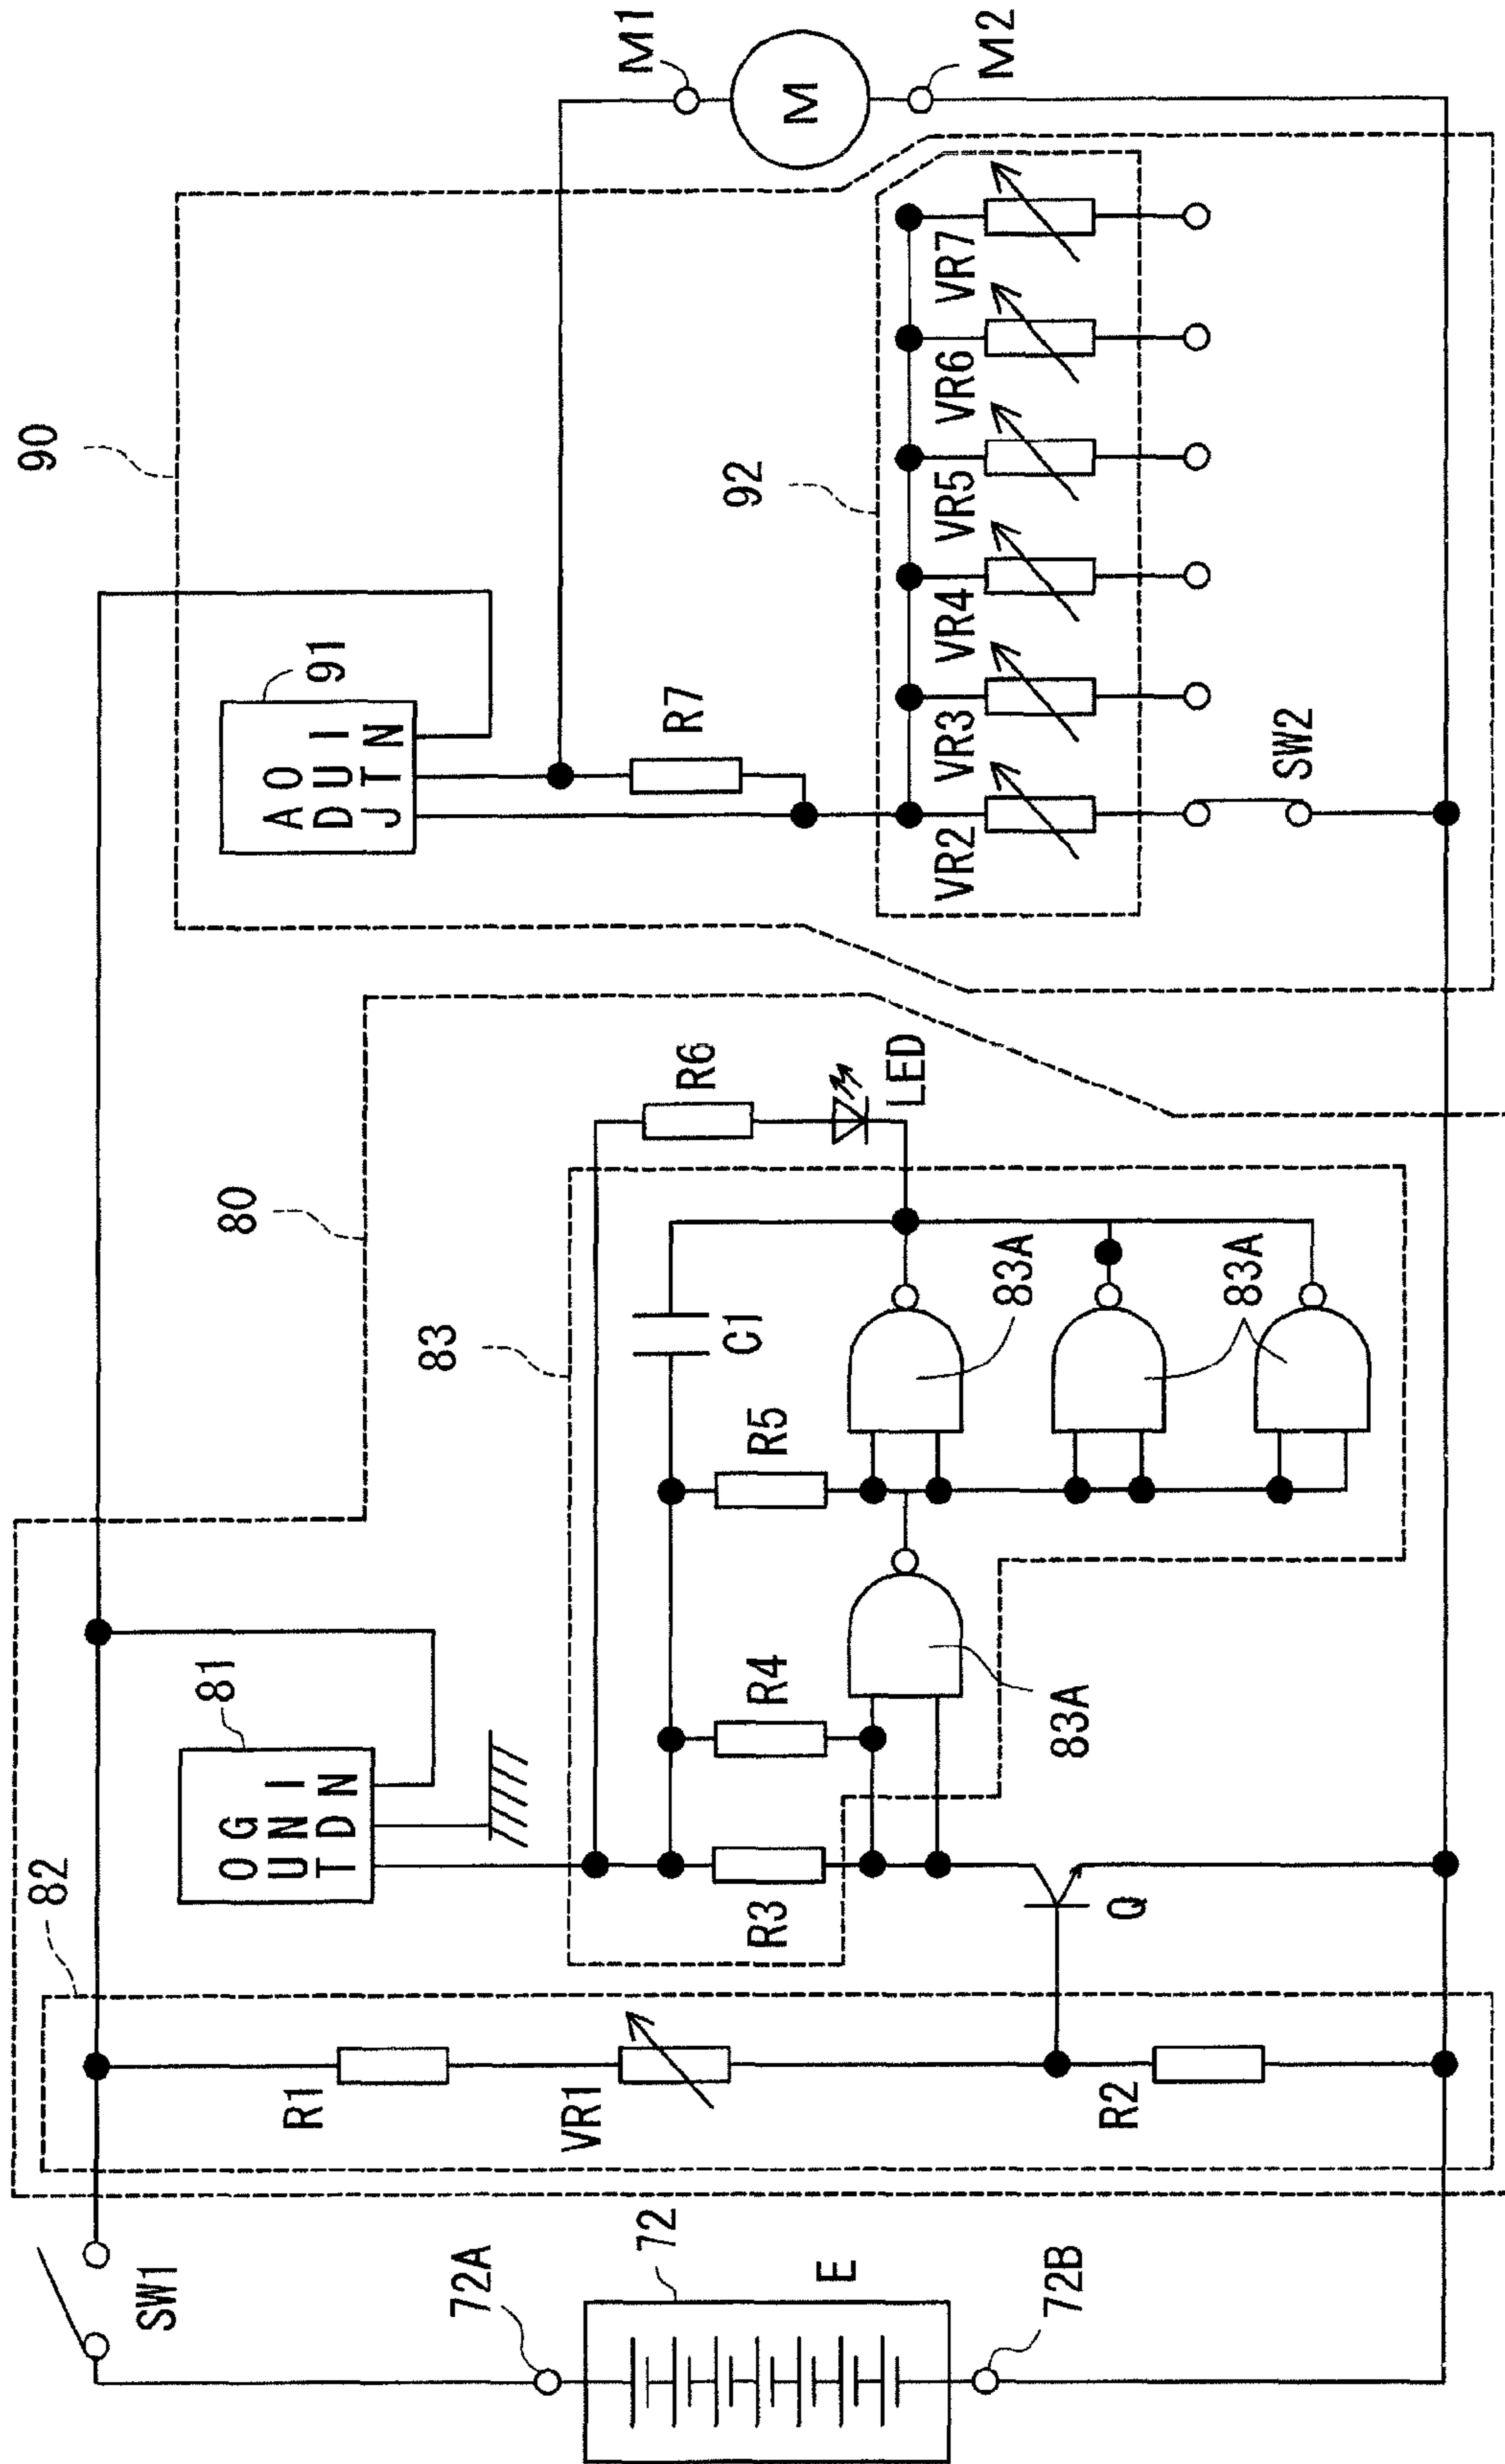 90
80
82
81
OUT
GND
IN
83
91
ADJ
OUT
IN
R7
M1
M
M2
92
VR2
VR3
VR4
VR5
VR6
VR7
SW2
R6
LED
C1
R5
R4
R3
83A
83A
83A
Q
R1
VR1
R2
SW1
72A
72
E
72B